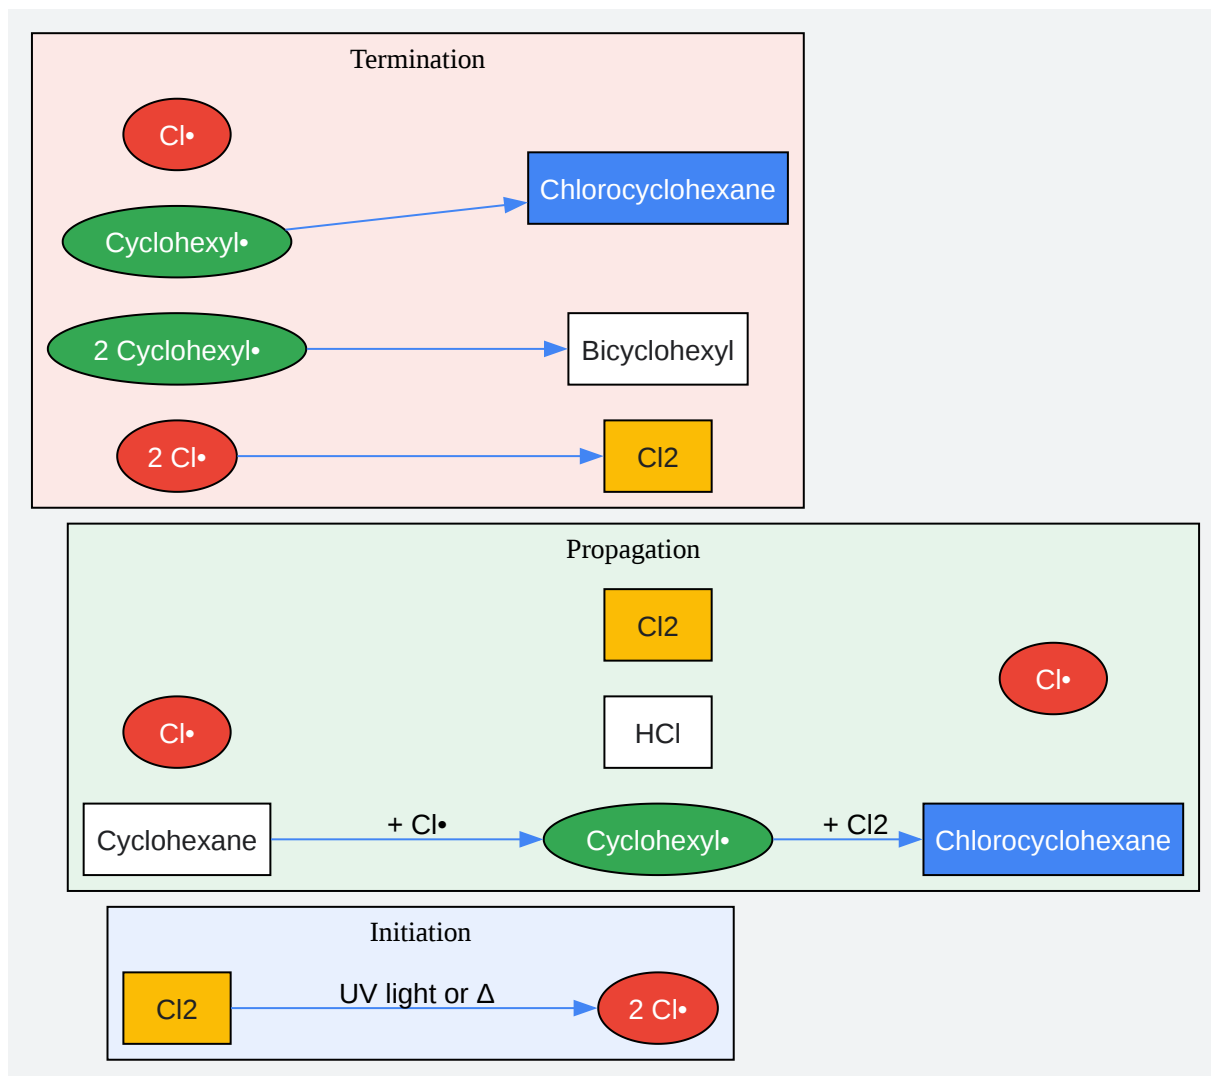 Termination
Cl•
Chlorocyclohexane
Cyclohexyl•
2 Cyclohexyl•
Bicyclohexyl
2 Cl•
Cl2
Propagation
Cl2
Cl•
Cl•
HCl
Cyclohexane
+ Cl•
Cyclohexyl•
+ Cl2
Chlorocyclohexane
Initiation
Cl2
UV light or Δ
2 Cl•